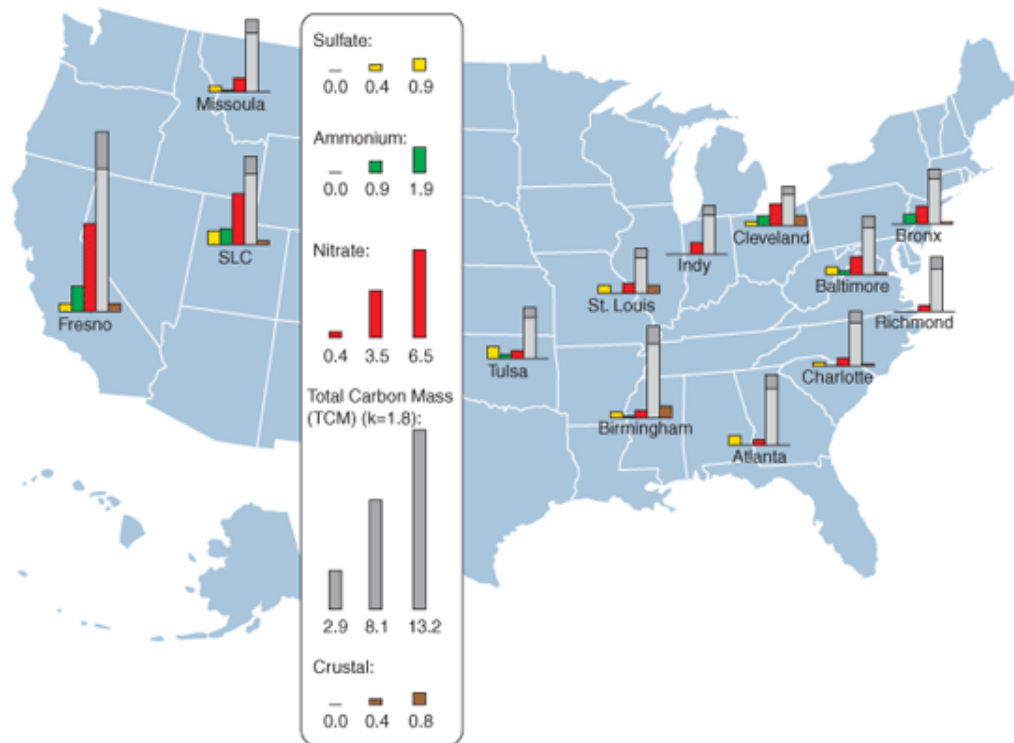 Sulfate:
0.0 0.4 0.9
Ammonium:
0.0 0.9 1.9
Nitrate:
0.4 3.5 6.5
Total Carbon Mass
(TCM) (k=1.8):
2.9 8.1 13.2
Crustal:
0.0 0.4 0.8
Missoula
SLC
Fresno
Tulsa
St. Louis
Indy
Cleveland
Bronx
Baltimore
Richmond
Charlotte
Birmingham
Atlanta